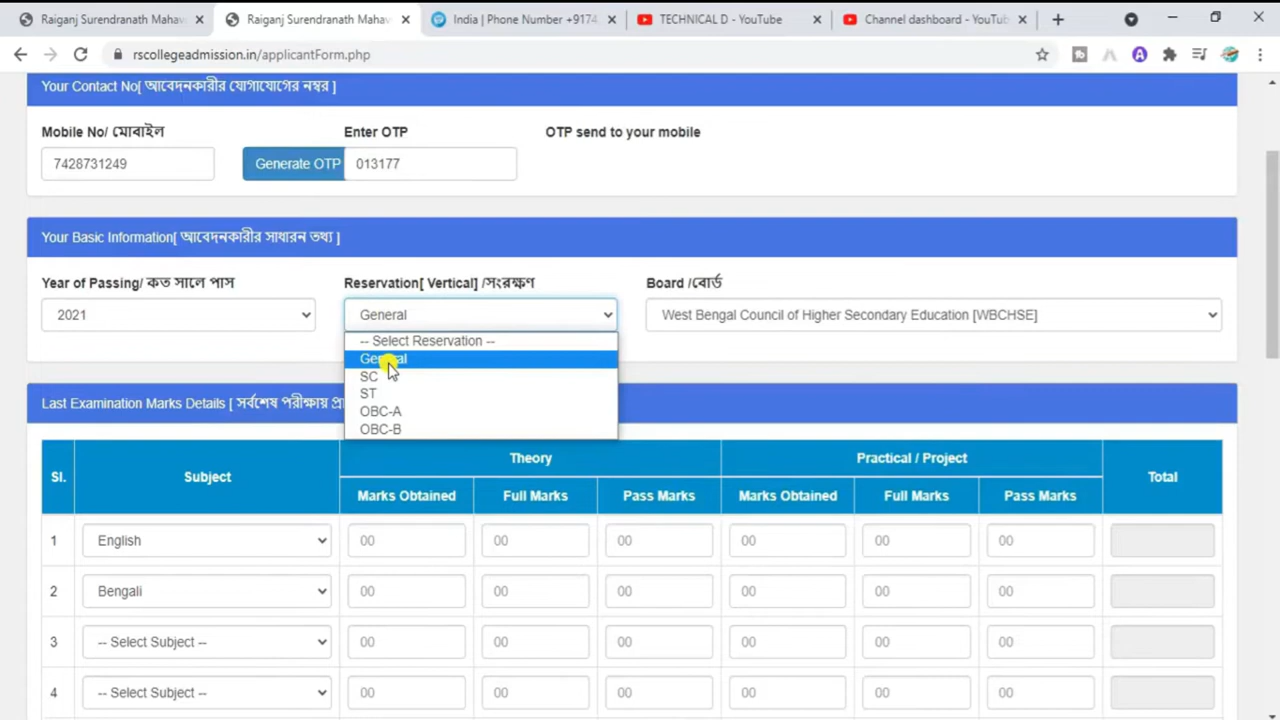 Raiganj Surendranath Mahav
Raiganj Surendranath Mahav
India | Phone Number +9174
TECHNICAL D - YouTube
Channel dashboard - YouTub
rscollegeadmission.in/applicantForm.php
Your Contact No[ আবেদনকারীর যোগাযোগের নম্বর ]
Mobile No/ মোবাইল
Enter OTP
OTP send to your mobile
7428731249
Generate OTP
013177
Your Basic Information[ আবেদনকারীর সাধারন তথ্য ]
Year of Passing/ কত সালে পাস
Reservation[ Vertical] /সংরক্ষণ
Board /বোর্ড
2021
General
West Bengal Council of Higher Secondary Education [WBCHSE]
-- Select Reservation --
General
SC
ST
OBC-A
OBC-B
Last Examination Marks Details [ সর্বশেষ পরীক্ষায়
Sl.
Subject
Theory
Practical / Project
Total
Marks Obtained
Full Marks
Pass Marks
Marks Obtained
Full Marks
Pass Marks
1 English 00 00 00 00 00 00
2 Bengali 00 00 00 00 00 00
3 -- Select Subject -- 00 00 00 00 00 00
4 -- Select Subject -- 00 00 00 00 00 00